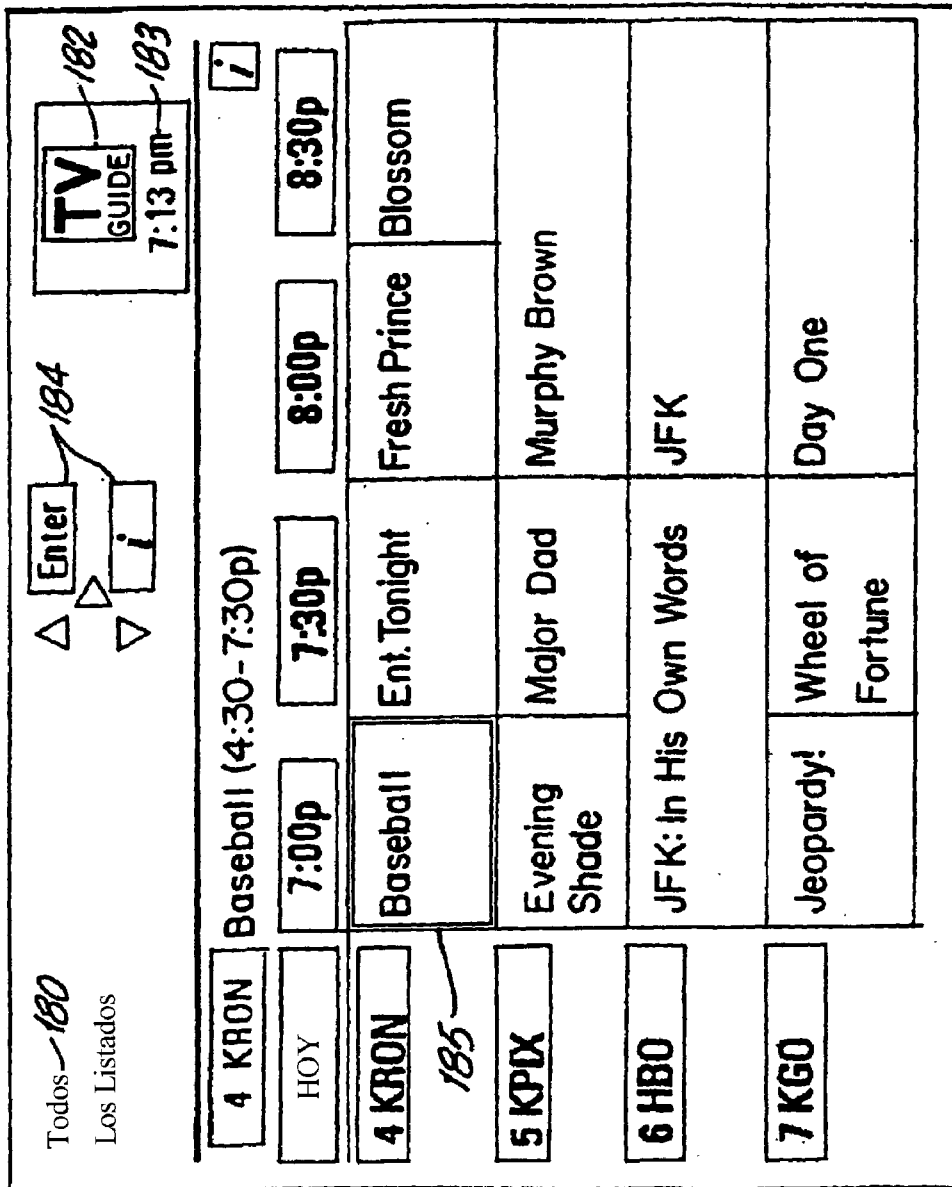 Todos 180
Los Listados
Enter 184
i
TV
GUIDE 182
7:13 pm 183
4 KRON Baseball (4:30-7:30p) i
HOY 7:00p 7:30p 8:00p 8:30p
4 KRON Baseball Ent. Tonight Fresh Prince Blossom
185
5 KPIX Evening Shade Major Dad Murphy Brown
6 HBO JFK: In His Own Words JFK
7 KGO Jeopardy! Wheel of Fortune Day One